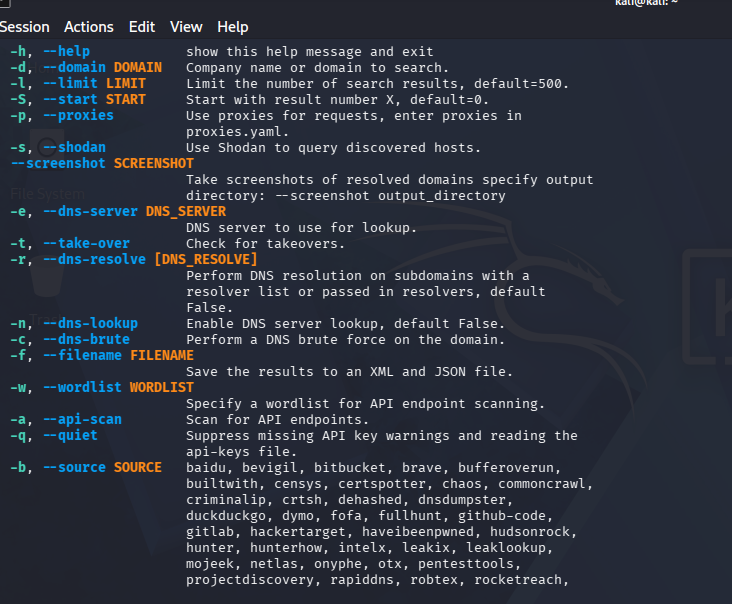 kali@kali: ~
Session Actions Edit View Help
-h, --help show this help message and exit
-d, --domain DOMAIN Company name or domain to search.
-l, --limit LIMIT Limit the number of search results, default=500.
-S, --start START Start with result number X, default=0.
-p, --proxies Use proxies for requests, enter proxies in
proxies.yaml.
-s, --shodan Use Shodan to query discovered hosts.
--screenshot SCREENSHOT
Take screenshots of resolved domains specify output
File System
directory: --screenshot output_directory
-e, --dns-server DNS_SERVER
DNS server to use for lookup.
-t, --take-over Check for takeovers.
-r, --dns-resolve [DNS_RESOLVE]
Perform DNS resolution on subdomains with a
resolver list or passed in resolvers, default
False.
-n, --dns-lookup Enable DNS server lookup, default False.
-c, --dns-brute Perform a DNS brute force on the domain.
-f, --filename FILENAME
Save the results to an XML and JSON file.
-w, --wordlist WORDLIST
Specify a wordlist for API endpoint scanning.
-a, --api-scan Scan for API endpoints.
-q, --quiet Suppress missing API key warnings and reading the
api-keys file.
-b, --source SOURCE baidu, bevigil, bitbucket, brave, bufferoverun,
builtwith, censys, certspotter, chaos, commoncrawl,
criminalip, crtsh, dehashed, dnsdumpster,
duckduckgo, dymo, fofa, fullhunt, github-code,
gitlab, hackertarget, haveibeenpwned, hudsonrock,
hunter, hunterhow, intelx, leakix, leaklookup,
mojeek, netlas, onyphe, otx, pentesttools,
projectdiscovery, rapiddns, robtex, rocketreach,